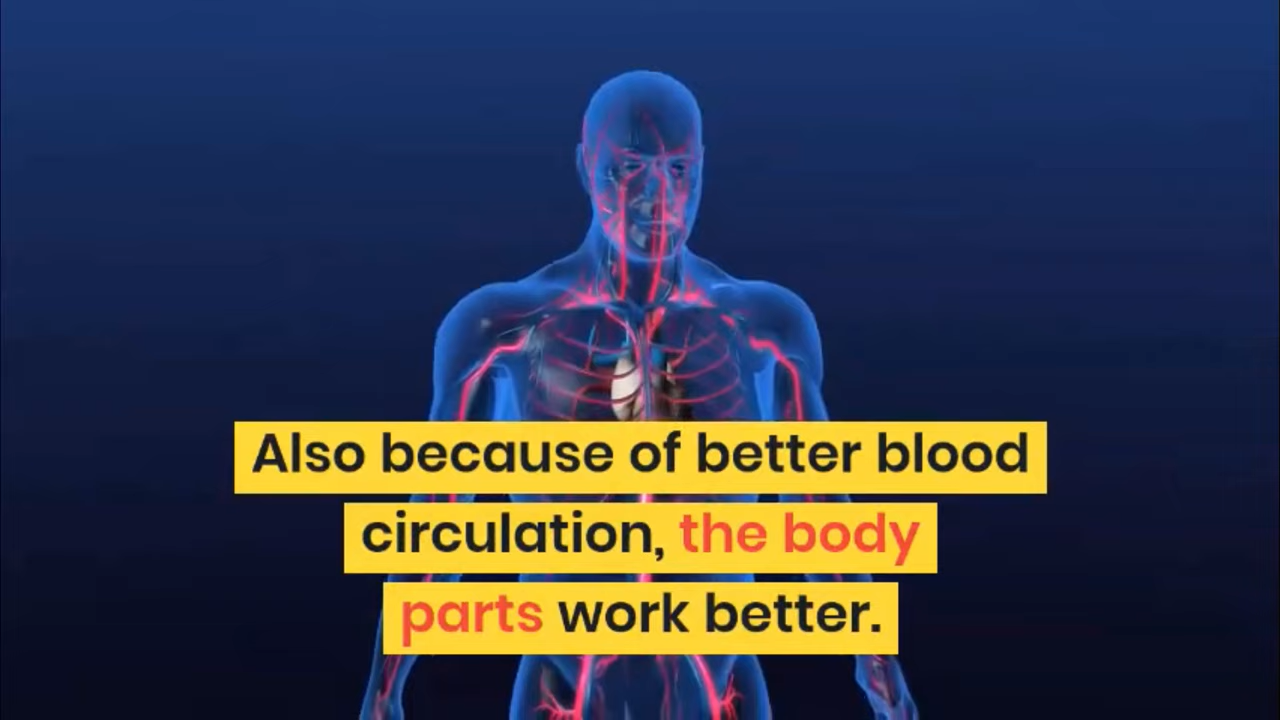 Also because of better blood
circulation, the body
parts work better.